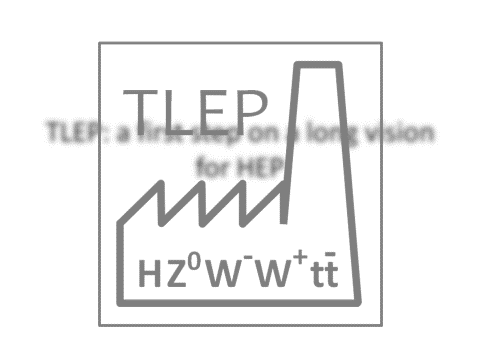 TLEP
TLEP: a first step on a long vision
for HEP
HZ⁰W⁻W⁺tt̄